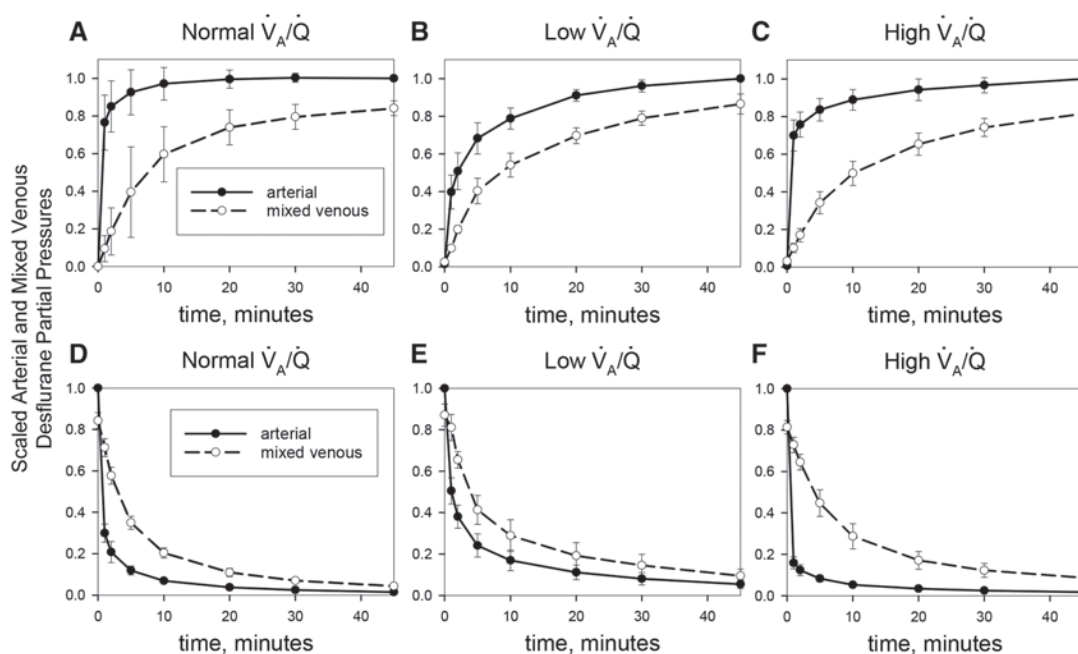 Scaled Arterial and Mixed Venous
Desflurane Partial Pressures
A
Normal V̇A/Q̇
1.0
0.8
0.6
0.4
0.2
0.0
arterial
mixed venous
0 10 20 30 40
time, minutes
B
Low V̇A/Q̇
1.0
0.8
0.6
0.4
0.2
0.0
0 10 20 30 40
time, minutes
C
High V̇A/Q̇
1.0
0.8
0.6
0.4
0.2
0.0
0 10 20 30 40
time, minutes
D
Normal V̇A/Q̇
1.0
0.8
0.6
0.4
0.2
0.0
arterial
mixed venous
0 10 20 30 40
time, minutes
E
Low V̇A/Q̇
1.0
0.8
0.6
0.4
0.2
0.0
0 10 20 30 40
time, minutes
F
High V̇A/Q̇
1.0
0.8
0.6
0.4
0.2
0.0
0 10 20 30 40
time, minutes